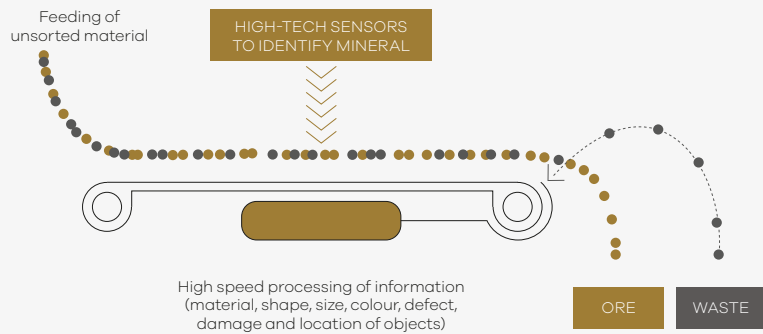 Feeding of
unsorted material
HIGH-TECH SENSORS
TO IDENTIFY MINERAL
High speed processing of information
(material, shape, size, colour, defect,
damage and location of objects)
ORE
WASTE